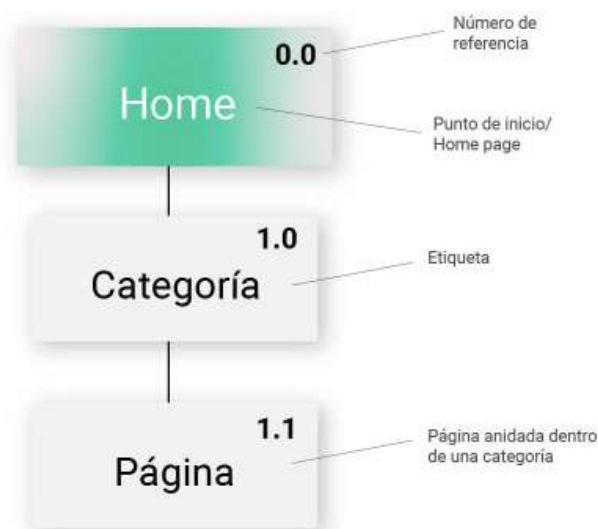 0.0
Número de
referencia
Home
Punto de inicio/
Home page
1.0
Categoría
Etiqueta
1.1
Página
Página anidada dentro
de una categoría